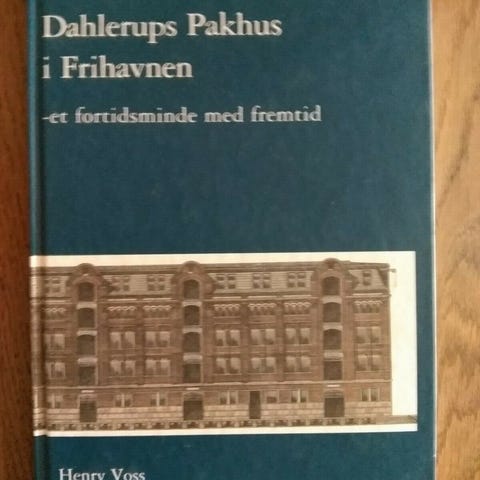 Dahlerups Pakhus
i Frihavnen
-et fortidsminde med fremtid
Henry Voss